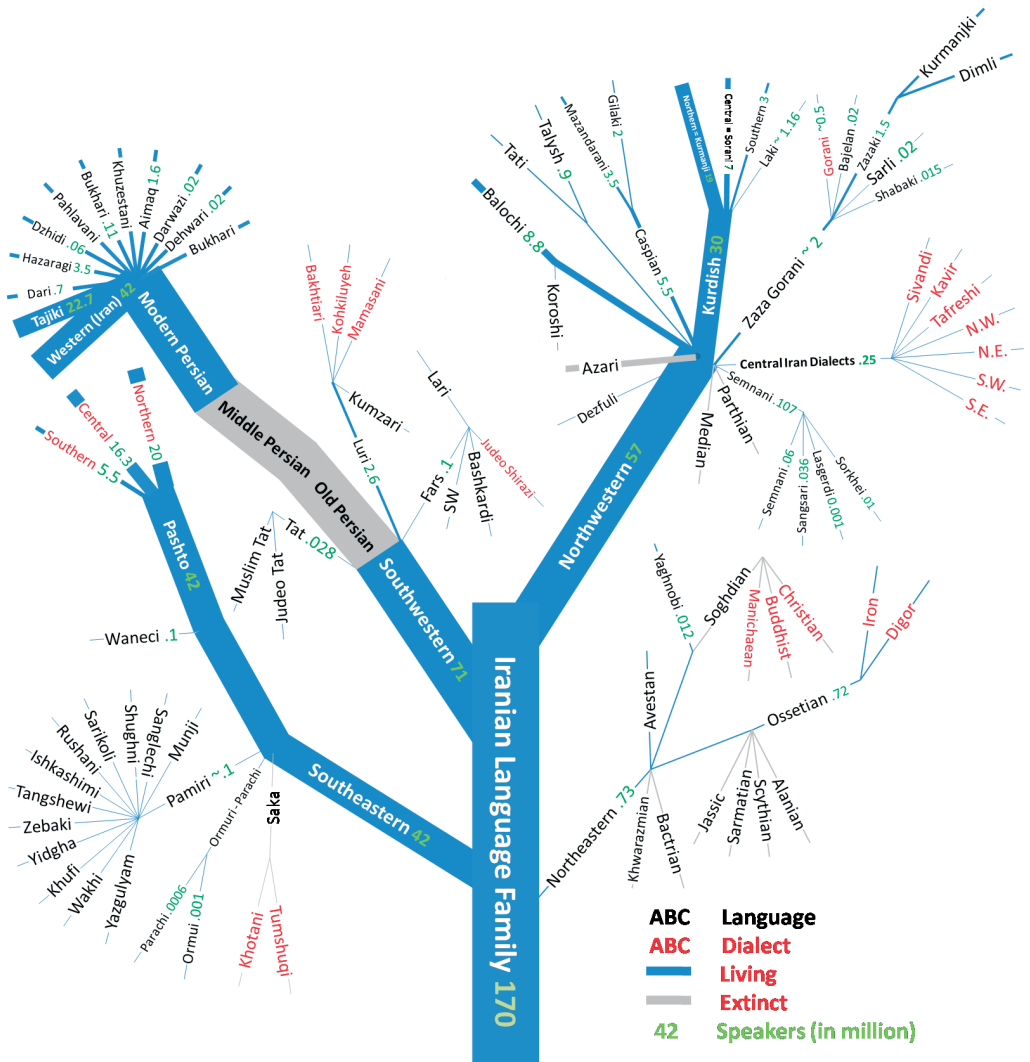 Kurmanjki
Dimli
Zazaki 1.5
Northern = Kurmanji 19
Central = Sorani 7
Southern 3
Laki ~ 1.16
Gorani ~0.5
Bajelan .02
Sarli .02
Shabaki .015
Gilaki 2
Mazandarani 3.5
Talysh .9
Tati
Balochi 8.8
Koroshi
Caspian 5.5
Kurdish 30
Zaza Gorani ~ 2
Azari
Dezfuli
Median
Parthian
Central Iran Dialects .25
Sivandi
Kavir
Tafreshi
N.W.
N.E.
S.W.
S.E.
Semnani .107
Semnani .06
Sangsari .036
Lasgerdi 0.001
Sorkhei .01
Northwestern 57
Bukhari
Dehwari .02
Darwazi .02
Aimaq 1.6
Khuzestani
Bukhari .11
Pahlavani
Dzhidi .06
Hazaragi 3.5
Dari .7
Tajiki 22.7
Western (Iran) 42
Modern Persian
Middle Persian
Old Persian
Bakhtiari
Kohkiluyeh
Mamasani
Kumzari
Luri 2.6
Lari
Fars .1
SW
Bashkardi
Judeo Shirazi
Tat .028
Muslim Tat
Judeo Tat
Southwestern 71
Northern 20
Central 16.3
Southern 5.5
Pashto 42
Waneci .1
Munji
Sanglechi
Shughni
Sarikoli
Rushani
Ishkashimi
Tangshewi
Zebaki
Yidgha
Khufi
Wakhi
Yazgulyam
Pamiri ~ .1
Ormuri - Parachi
Parachi .0006
Ormui .001
Saka
Khotani
Tumshuqi
Southeastern 42
Yaghnobi .012
Soghdian
Manichaean
Buddhist
Christian
Iron
Digor
Ossetian .72
Avestan
Northeastern .73
Khwarazmian
Bactrian
Jassic
Sarmatian
Scythian
Alanian
Iranian Language Family 170
ABC Language
ABC Dialect
Living
Extinct
42 Speakers (in million)